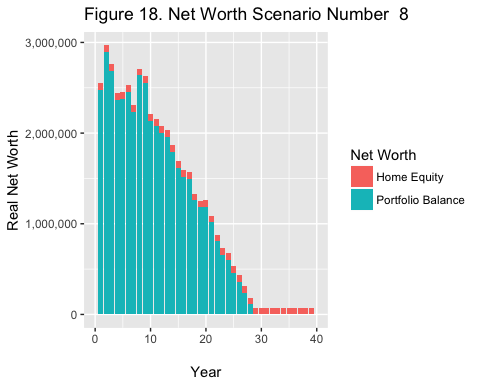 Figure 18. Net Worth Scenario Number  8
Real Net Worth
3,000,000
2,000,000
1,000,000
0
0 10 20 30 40
Year
Net Worth
Home Equity
Portfolio Balance